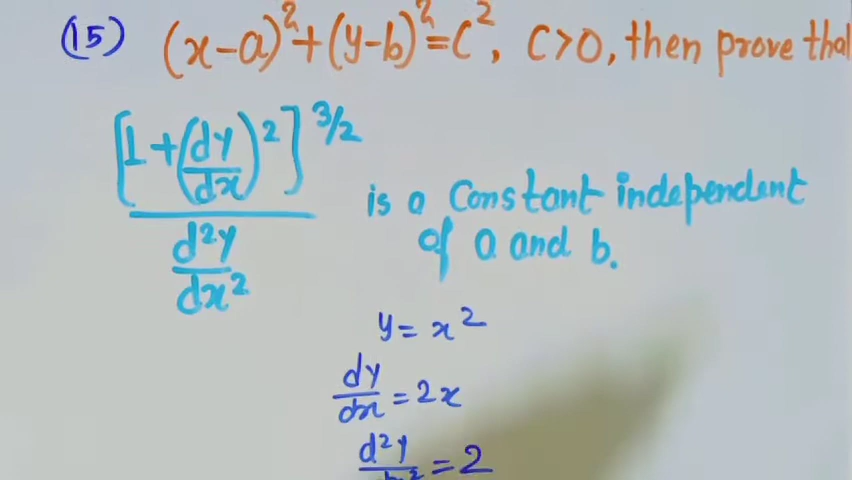 (15) (x-a)²+(y-b)²=C², C>0, then prove that
[1+(dy/dx)²]^3/2
is a Constant independent
d²y/dx²
of a and b.
y=x²
dy/dx=2x
d²y/dx²=2